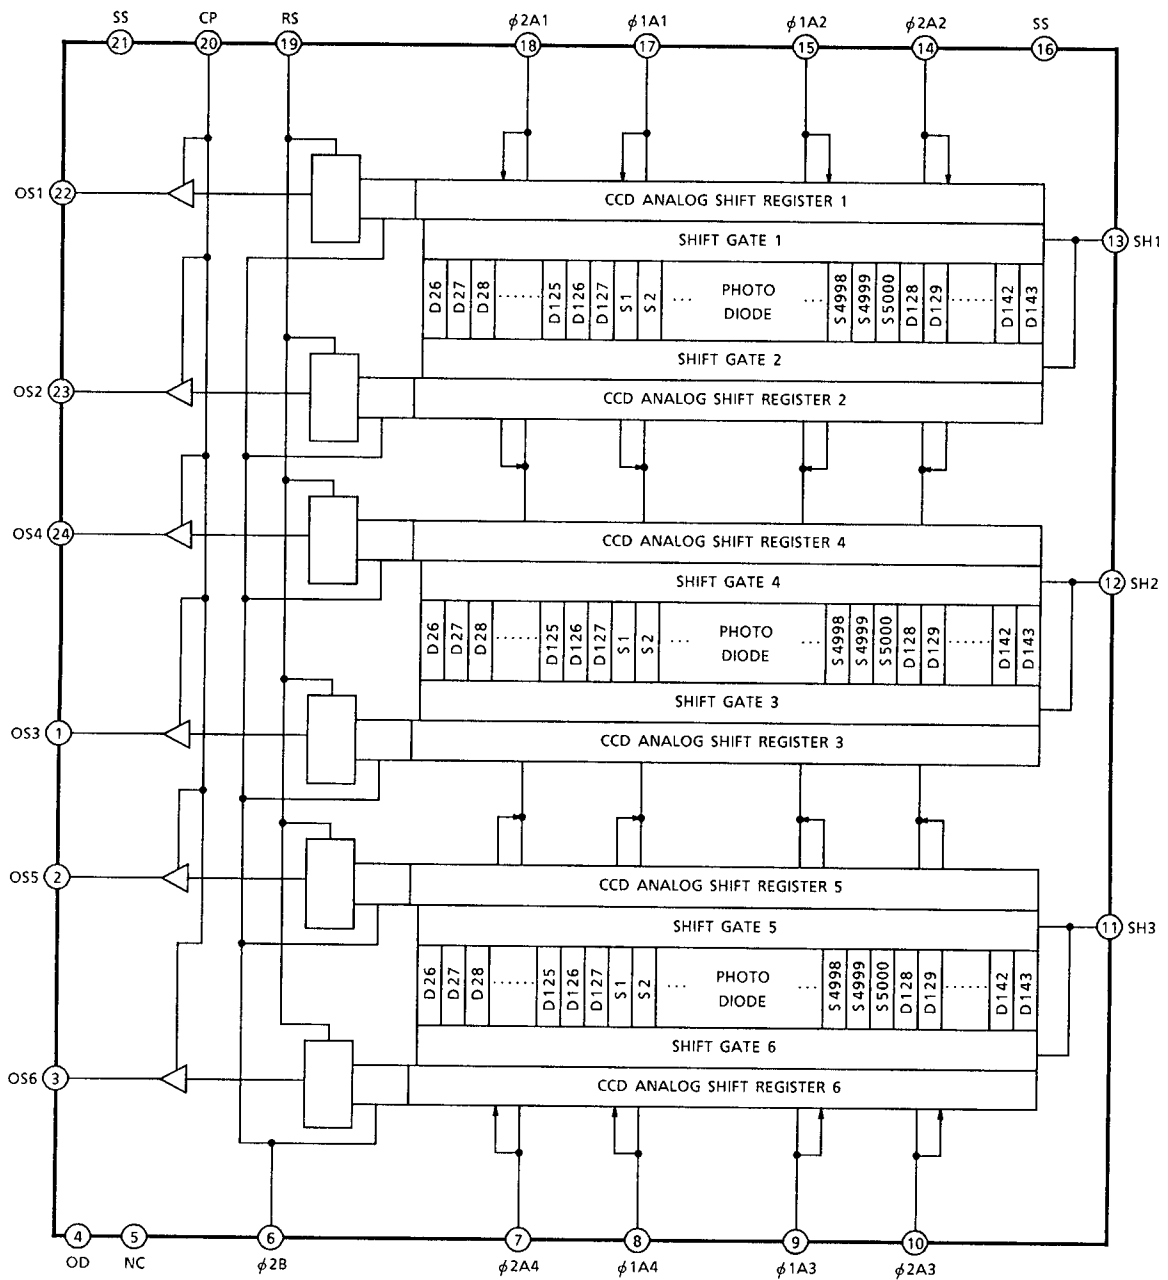 SS CP RS ϕ2A1 ϕ1A1 ϕ1A2 ϕ2A2 SS
21 20 19 18 17 15 14 16
OS1 22
CCD ANALOG SHIFT REGISTER 1
SHIFT GATE 1
13 SH1
D26 D27 D28 ...... D125 D126 D127 S1 S2 ... PHOTO DIODE ... S4998 S4999 S5000 D128 D129 ...... D142 D143
SHIFT GATE 2
OS2 23
CCD ANALOG SHIFT REGISTER 2
OS4 24
CCD ANALOG SHIFT REGISTER 4
SHIFT GATE 4
12 SH2
D26 D27 D28 ...... D125 D126 D127 S1 S2 ... PHOTO DIODE ... S4998 S4999 S5000 D128 D129 ...... D142 D143
SHIFT GATE 3
OS3 1
CCD ANALOG SHIFT REGISTER 3
OS5 2
CCD ANALOG SHIFT REGISTER 5
SHIFT GATE 5
11 SH3
D26 D27 D28 ...... D125 D126 D127 S1 S2 ... PHOTO DIODE ... S4998 S4999 S5000 D128 D129 ...... D142 D143
SHIFT GATE 6
OS6 3
CCD ANALOG SHIFT REGISTER 6
4 5 6 7 8 9 10
OD NC ϕ2B ϕ2A4 ϕ1A4 ϕ1A3 ϕ2A3